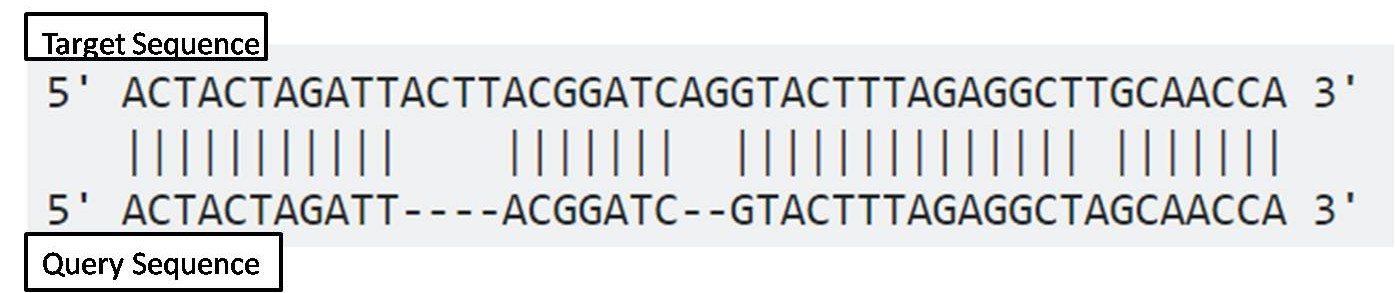 Target Sequence
5' ACTACTAGATTACTTACGGATCAGGTACTTTAGAGGCTTGCAACCA 3'
||||||||||| ||||||| |||||||||||||| |||||||
5' ACTACTAGATT----ACGGATC--GTACTTTAGAGGCTAGCAACCA 3'
Query Sequence